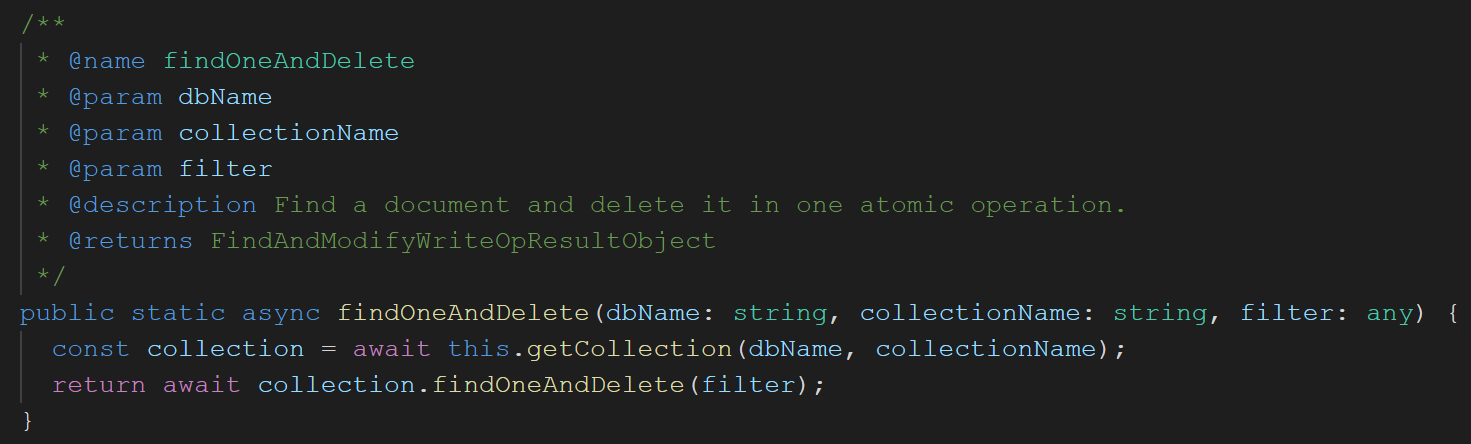 /**
 * @name findOneAndDelete
 * @param dbName
 * @param collectionName
 * @param filter
 * @description Find a document and delete it in one atomic operation.
 * @returns FindAndModifyWriteOpResultObject
 */
public static async findOneAndDelete(dbName: string, collectionName: string, filter: any) {
  const collection = await this.getCollection(dbName, collectionName);
  return await collection.findOneAndDelete(filter);
}